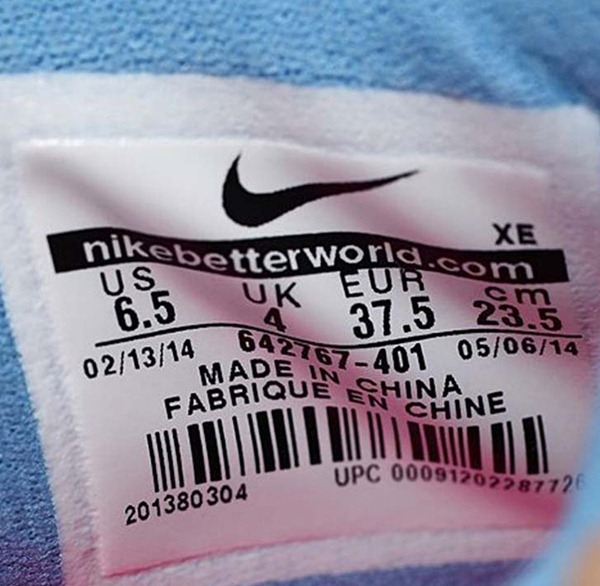 XE
nikebetterworld.com
US UK EUR cm
6.5 4 37.5 23.5
02/13/14 642767-401 05/06/14
MADE IN CHINA
FABRIQUE EN CHINE
201380304 UPC 00091202287726